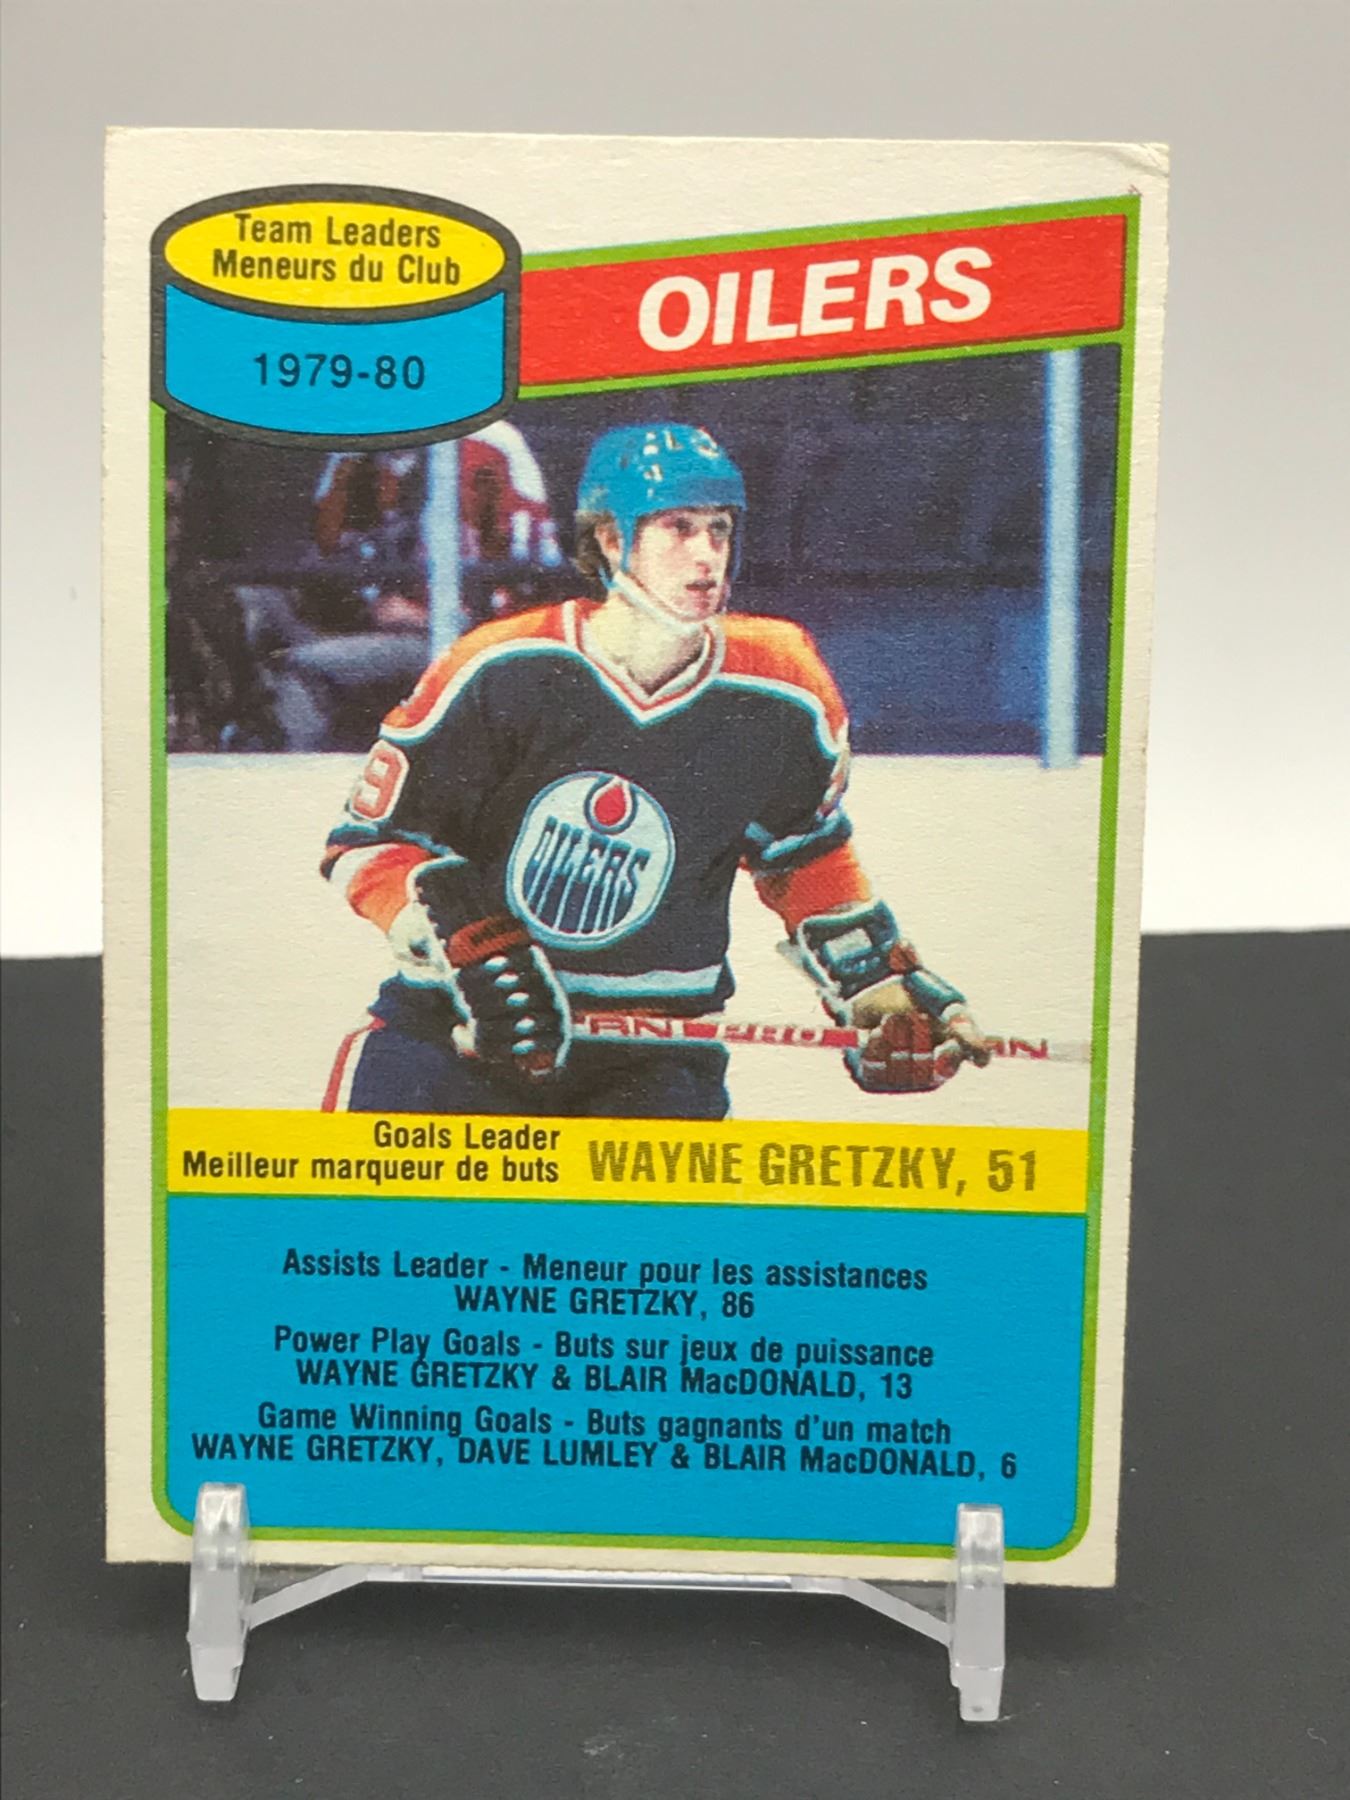 Team Leaders
Meneurs du Club
1979-80
OILERS
9
OILERS
Goals Leader
Meilleur marqueur de buts
WAYNE GRETZKY, 51
Assists Leader - Meneur pour les assistances
WAYNE GRETZKY, 86
Power Play Goals - Buts sur jeux de puissance
WAYNE GRETZKY & BLAIR MacDONALD, 13
Game Winning Goals - Buts gagnants d'un match
WAYNE GRETZKY, DAVE LUMLEY & BLAIR MacDONALD, 6